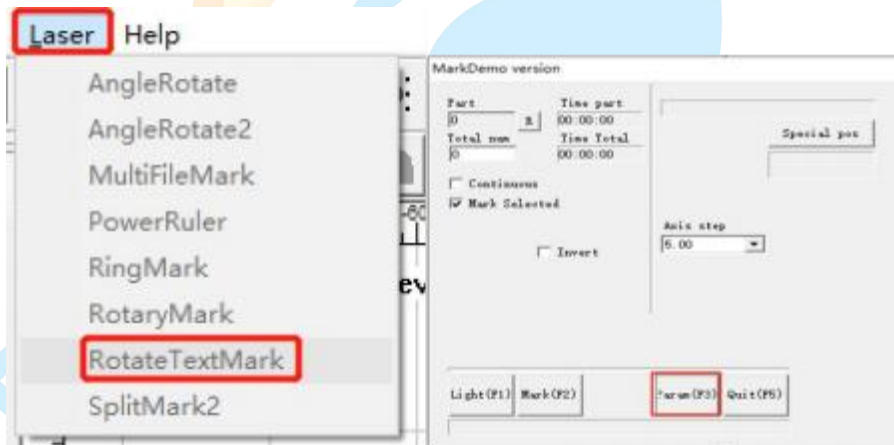 Laser Help
AngleRotate
AngleRotate2
MultiFileMark
PowerRuler
RingMark
RotaryMark
RotateTextMark
SplitMark2
MarkDemo version
Part Time part
0 R 00:00:00
Total num Time Total
0 00:00:00
Continuous
Mark Selected
Invert
Special pos
Axis step
5.00
Light(F1) Mark(F2) Param(F3) Quit(F5)